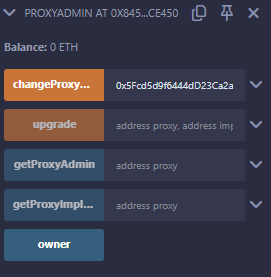 PROXYADMIN AT 0X845...CE450
Balance: 0 ETH
changeProxy... 0x5Fcd5d9f6444dD23Ca2a
upgrade address proxy, address imp
getProxyAdmin address proxy
getProxyImpl... address proxy
owner